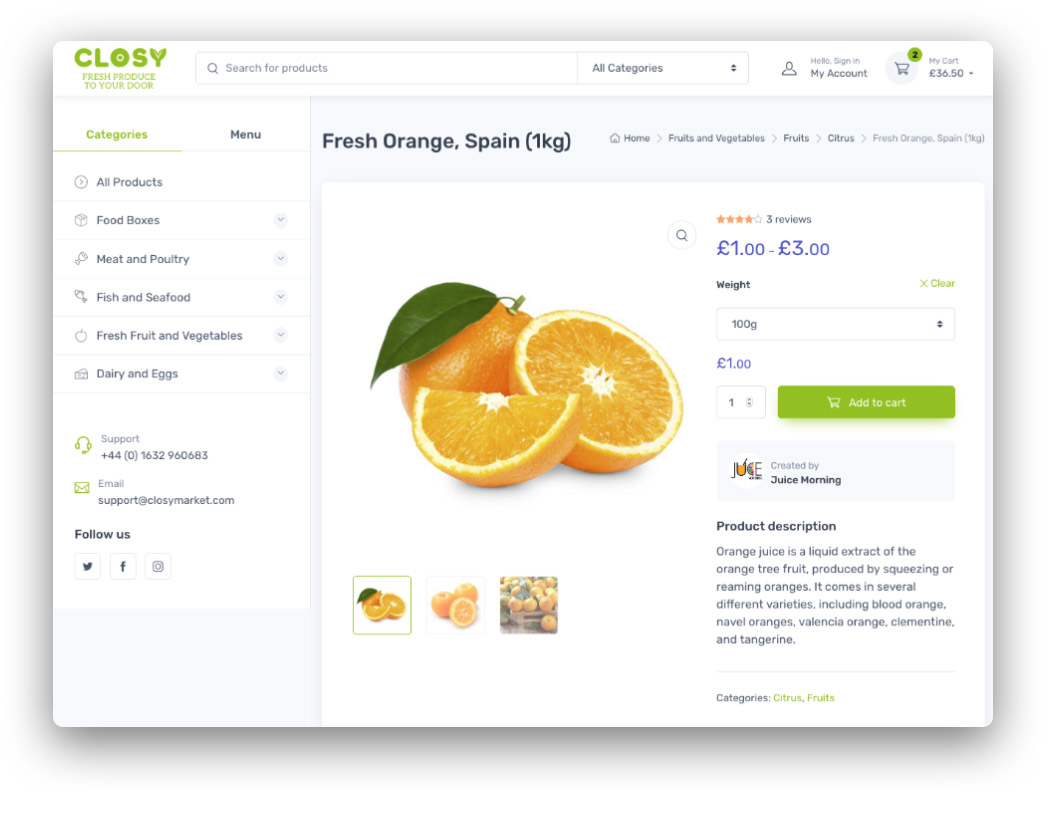 CLOSY
FRESH PRODUCE
TO YOUR DOOR
Search for products
All Categories
Hello, Sign in
My Account
2
My Cart
£36.50
Categories
Menu
All Products
Food Boxes
Meat and Poultry
Fish and Seafood
Fresh Fruit and Vegetables
Dairy and Eggs
Support
+44 (0) 1632 960683
Email
support@closymarket.com
Follow us
Fresh Orange, Spain (1kg)
Home > Fruits and Vegetables > Fruits > Citrus > Fresh Orange, Spain (1kg)
3 reviews
£1.00 - £3.00
Weight
× Clear
100g
£1.00
1
Add to cart
JUICE
Created by
Juice Morning
Product description
Orange juice is a liquid extract of the
orange tree fruit, produced by squeezing or
reaming oranges. It comes in several
different varieties, including blood orange,
navel oranges, valencia orange, clementine,
and tangerine.
Categories: Citrus, Fruits